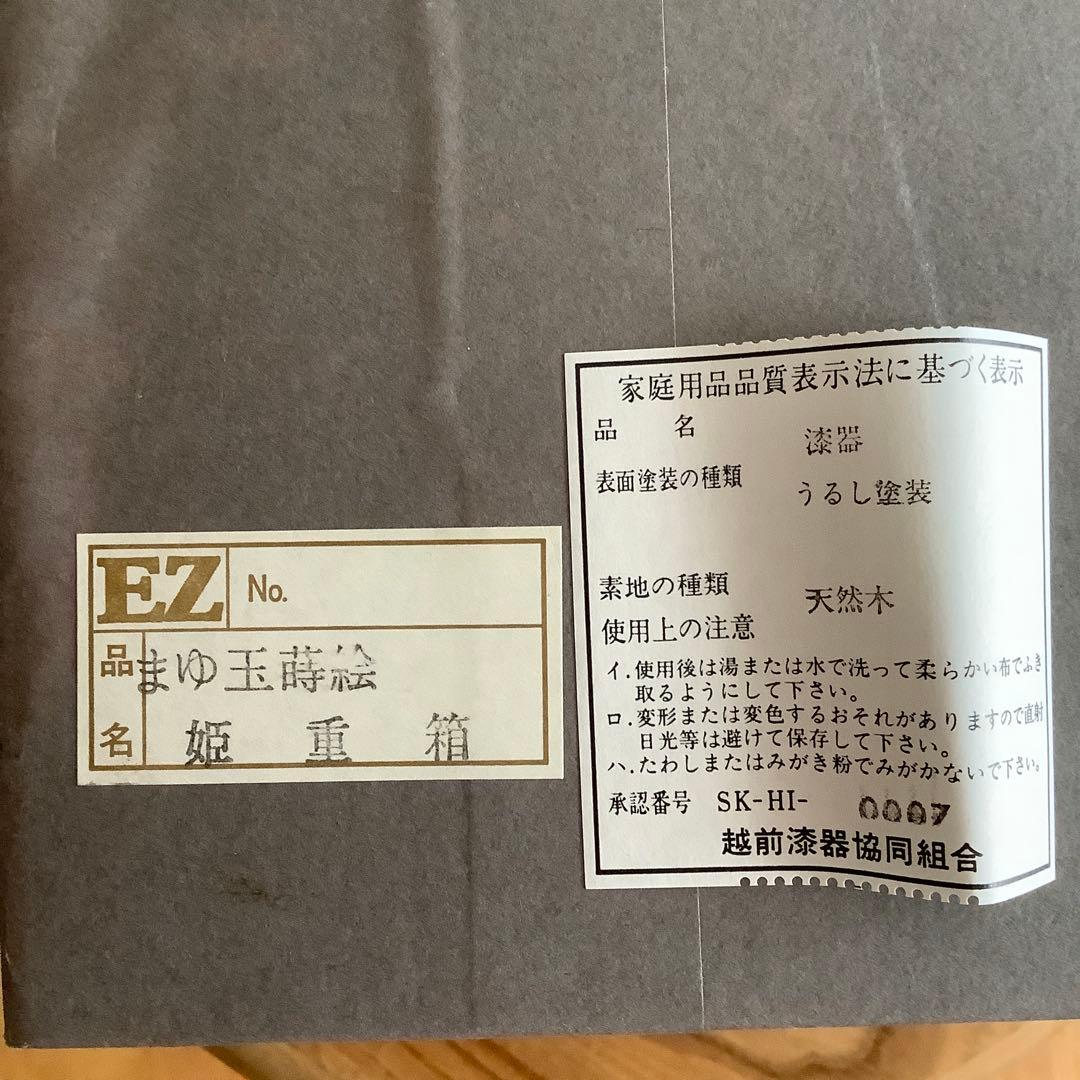 EZ No.
品 まゆ玉蒔絵
名 姫重箱
家庭用品品質表示法に基づく表示
品名 漆器
表面塗装の種類 うるし塗装
素地の種類 天然木
使用上の注意
イ.使用後は湯または水で洗って柔らかい布でふき
取るようにして下さい。
ロ.変形または変色するおそれがありますので直射
日光等は避けて保存して下さい。
ハ.たわしまたはみがき粉でみがかないで下さい。
承認番号 SK-HI- 0007
越前漆器協同組合